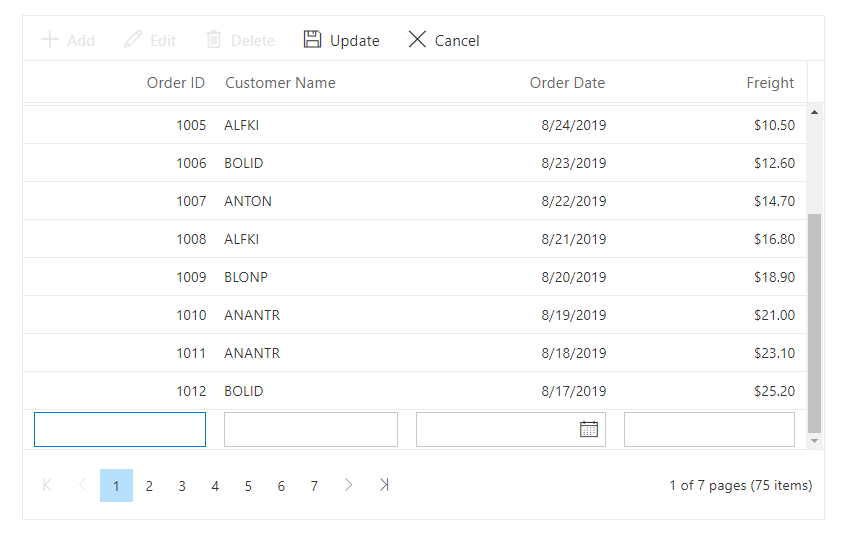 Add Edit Delete Update Cancel
Order ID Customer Name Order Date Freight
1005 ALFKI 8/24/2019 $10.50
1006 BOLID 8/23/2019 $12.60
1007 ANTON 8/22/2019 $14.70
1008 ALFKI 8/21/2019 $16.80
1009 BLONP 8/20/2019 $18.90
1010 ANANTR 8/19/2019 $21.00
1011 ANANTR 8/18/2019 $23.10
1012 BOLID 8/17/2019 $25.20
1 2 3 4 5 6 7 1 of 7 pages (75 items)